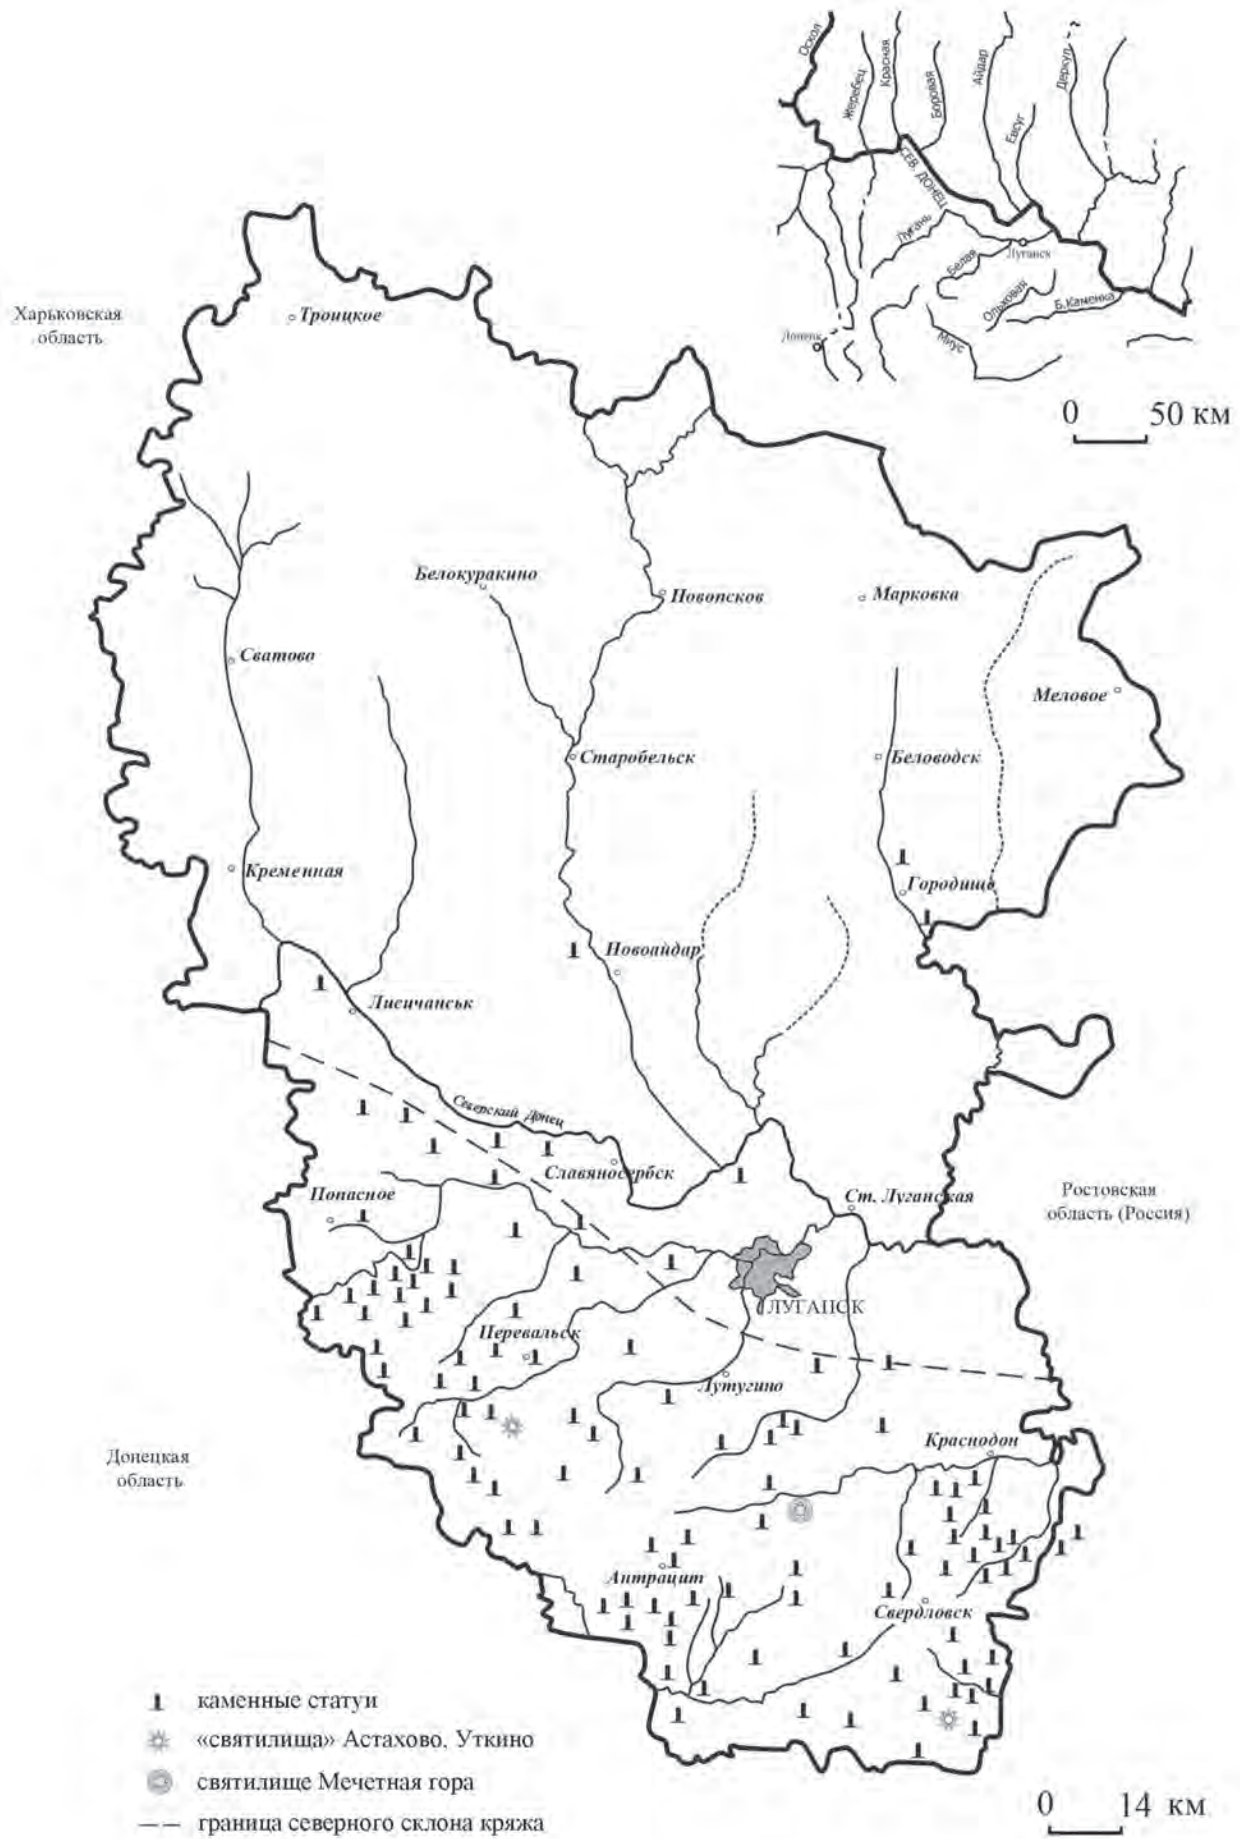 Оскол
Жеребец
Красная
Боровая
Айдар
Евсуг
Деркул
СЕВ. ДОНЕЦ
Лугань
Белая
Луганск
Ольховая
Б.Каменка
Миус
Донецк
0 50 км
Харьковская
область
Троицкое
Белокуракино
Новопсков
Марковка
Сватово
Меловое
Старобельск
Беловодск
Кременная
Городище
Новоайдар
Лисичанськ
Северский Донец
Славяносербск
Попасное
Ст. Луганская
Ростовская
область (Россия)
ЛУГАНСК
Перевальск
Лутугино
Донецкая
область
Краснодон
Антрацит
Свердловск
каменные статуи
«святилища» Астахово, Уткино
святилище Мечетная гора
граница северного склона кряжа
0 14 км